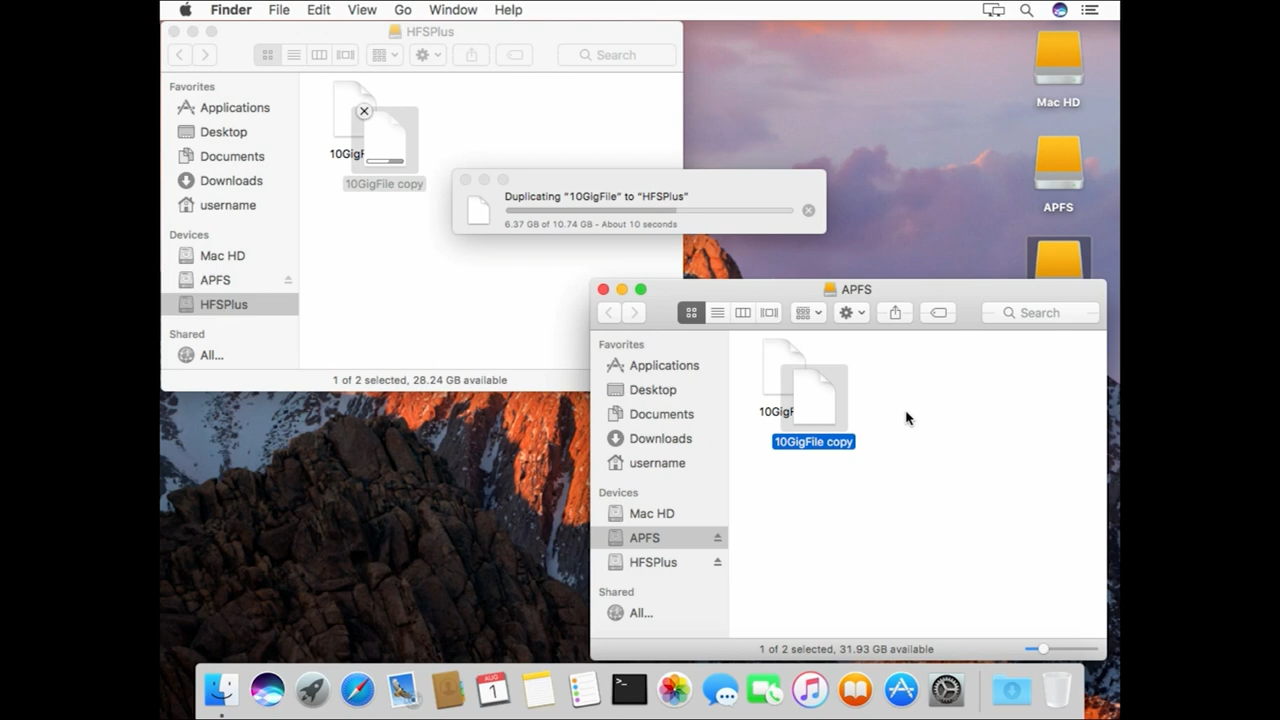 Finder File Edit View Go Window Help
HFSPlus
Search
Favorites
Applications
Desktop
Documents
Downloads
username
Devices
Mac HD
APFS
HFSPlus
Shared
All...
10GigF
10GigFile copy
1 of 2 selected, 28.24 GB available
Duplicating “10GigFile” to “HFSPlus”
6.37 GB of 10.74 GB - About 10 seconds
Mac HD
APFS
APFS
Search
Favorites
Applications
Desktop
Documents
Downloads
username
Devices
Mac HD
APFS
HFSPlus
Shared
All...
10GigF
10GigFile copy
1 of 2 selected, 31.93 GB available
AUG
1
>_